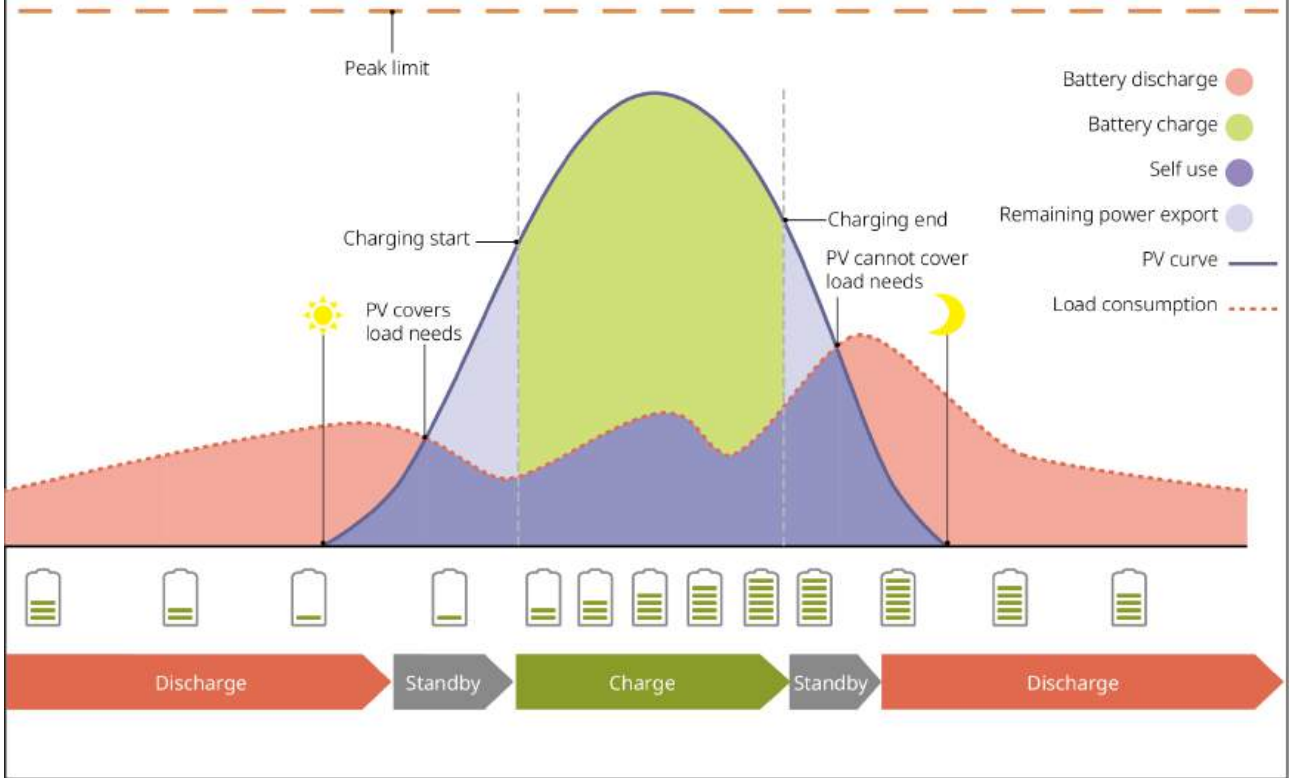 Peak limit
Battery discharge
Battery charge
Self use
Remaining power export
PV curve
Load consumption
Charging start
Charging end
PV covers
load needs
PV cannot cover
load needs
Discharge
Standby
Charge
Standby
Discharge